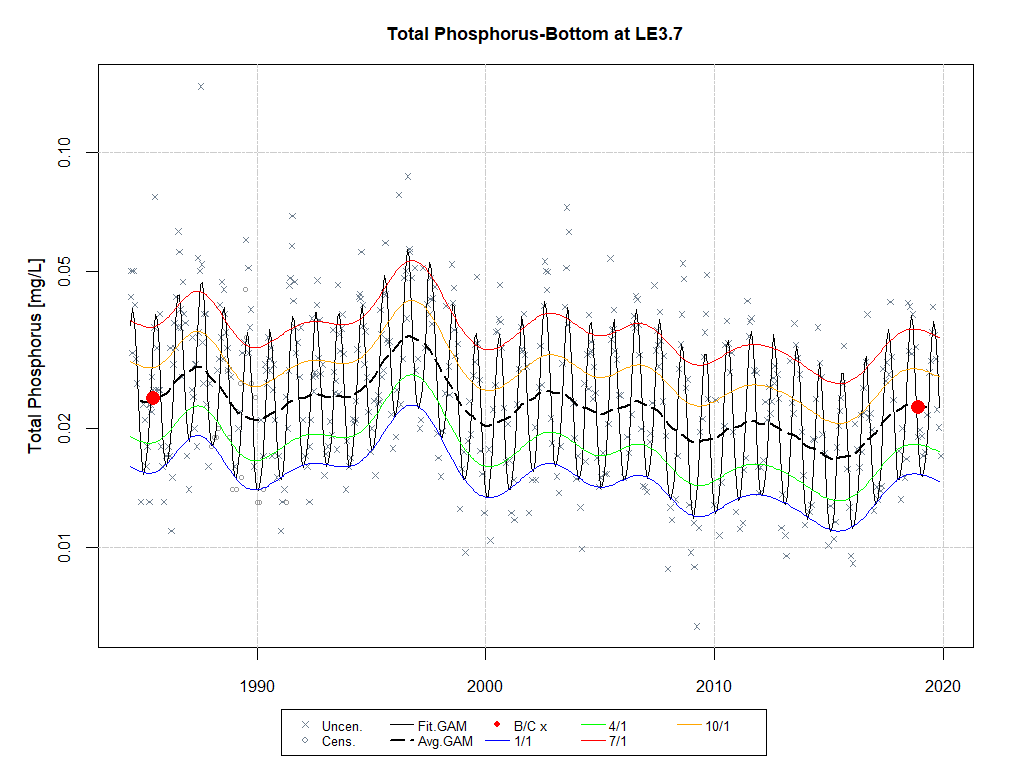 Total Phosphorus-Bottom at LE3.7
Total Phosphorus [mg/L]
0.10
0.05
0.02
0.01
1990 2000 2010 2020
Uncen. Fit.GAM B/C x 4/1 10/1
Cens. Avg.GAM 1/1 7/1